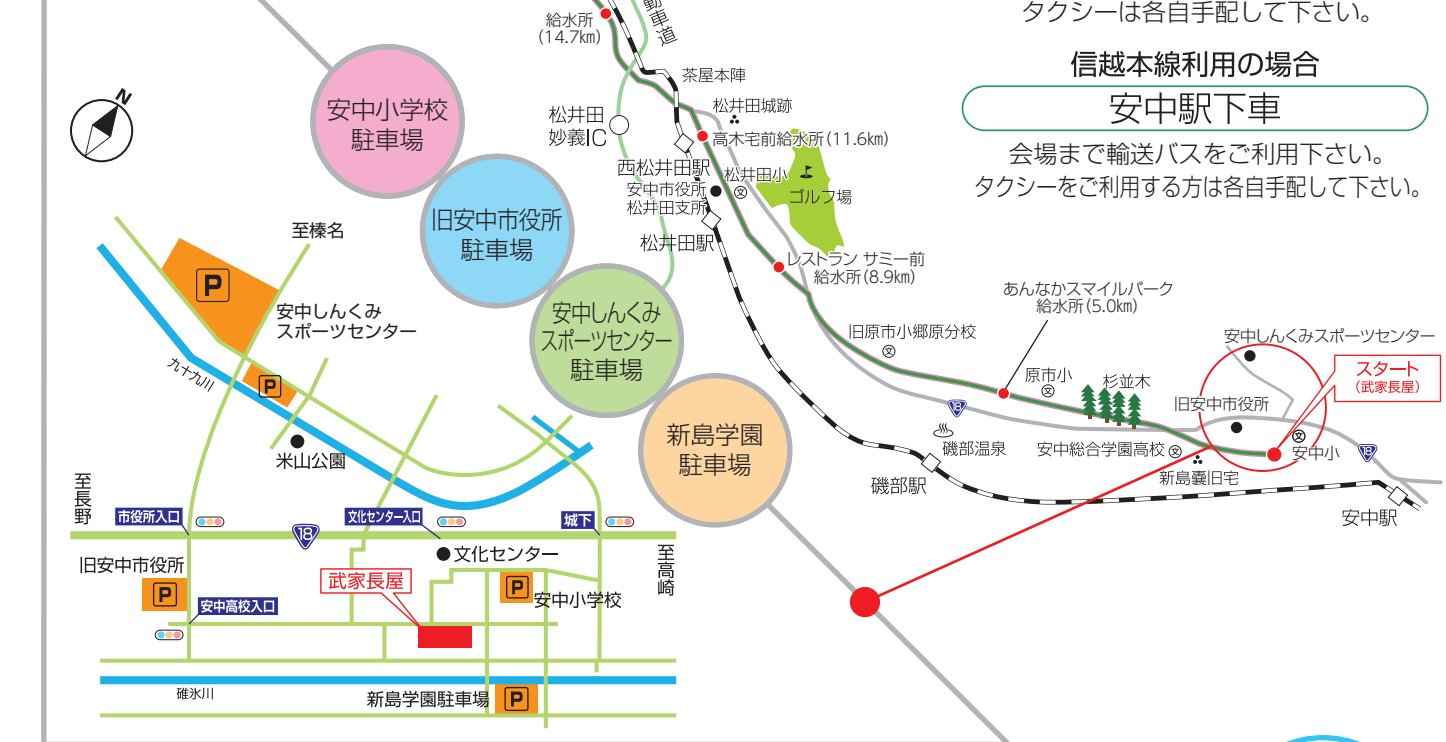 タクシーは各自手配して下さい。
信越本線利用の場合
安中駅下車
会場まで輸送バスをご利用下さい。
タクシーをご利用する方は各自手配して下さい。
給水所
(14.7km)
動車道
茶屋本陣
松井田城跡
松井田
妙義IC
高木宅前給水所(11.6km)
西松井田駅
松井田小
文
安中市役所
松井田支所
ゴルフ場
松井田駅
レストラン サミー前
給水所(8.9km)
あんなかスマイルパーク
給水所(5.0km)
旧原市小郷原分校
文
原市小
文
杉並木
安中しんくみスポーツセンター
スタート
(武家長屋)
旧安中市役所
18
磯部温泉
安中総合学園高校
文
文
安中小
18
新島襄旧宅
磯部駅
安中駅
N
安中小学校
駐車場
旧安中市役所
駐車場
安中しんくみ
スポーツセンター
駐車場
新島学園
駐車場
至榛名
P
安中しんくみ
スポーツセンター
九十九川
P
米山公園
至長野
市役所入口
18
文化センター入口
城下
旧安中市役所
文化センター
至高崎
武家長屋
P
P
安中小学校
安中高校入口
碓氷川
新島学園駐車場
P